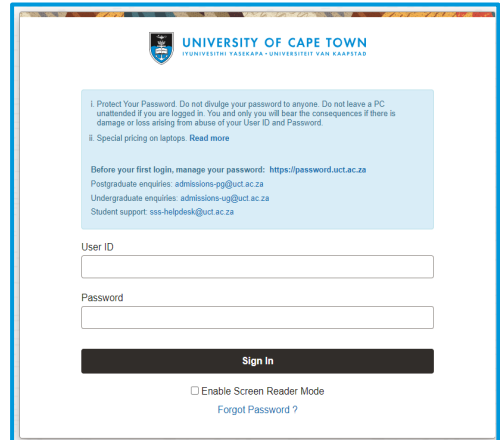 UNIVERSITY OF CAPE TOWN
IYUNIVESITHI YASEKAPA • UNIVERSITEIT VAN KAAPSTAD
i. Protect Your Password. Do not divulge your password to anyone. Do not leave a PC
unattended if you are logged in. You and only you will bear the consequences if there is
damage or loss arising from abuse of your User ID and Password.
ii. Special pricing on laptops. Read more
Before your first login, manage your password: https://password.uct.ac.za
Postgraduate enquiries: admissions-pg@uct.ac.za
Undergraduate enquiries: admissions-ug@uct.ac.za
Student support: sss-helpdesk@uct.ac.za
User ID
Password
Sign In
Enable Screen Reader Mode
Forgot Password ?